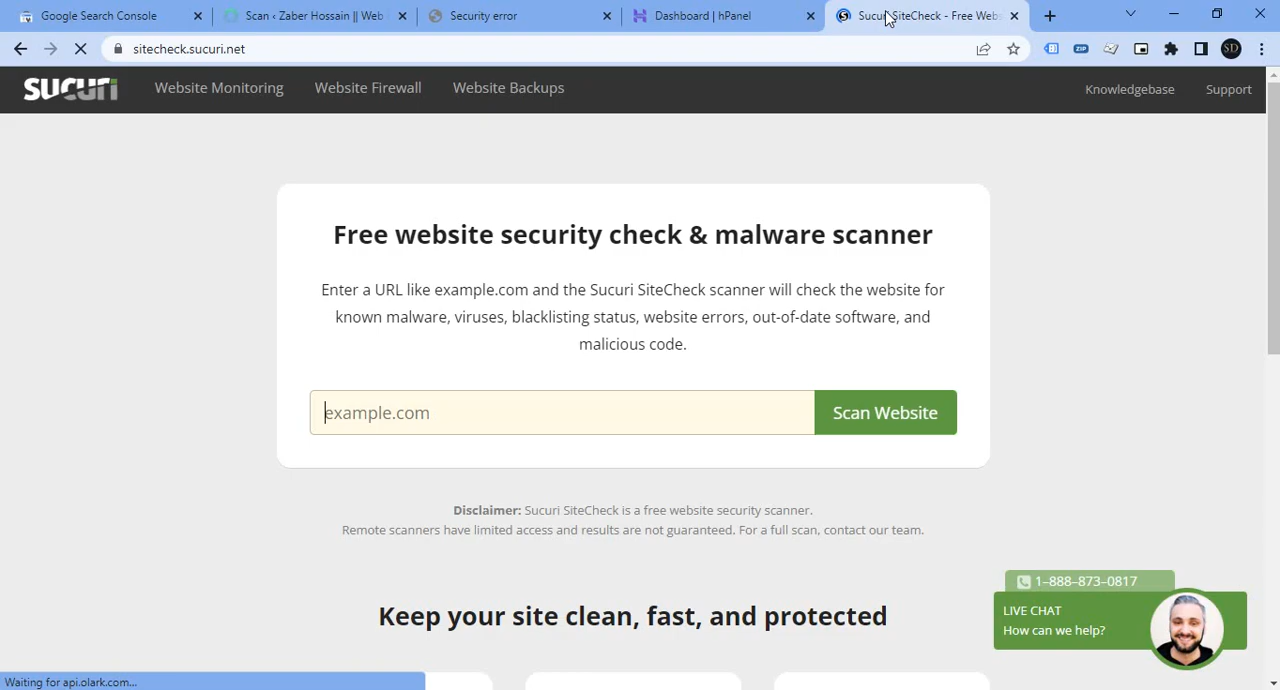 Google Search Console
Scan ‹ Zaber Hossain || Web
Security error
Dashboard | hPanel
Sucuri SiteCheck - Free Webs
sitecheck.sucuri.net
ZIP
SD
sucuri
Website Monitoring
Website Firewall
Website Backups
Knowledgebase
Support
Free website security check & malware scanner
Enter a URL like example.com and the Sucuri SiteCheck scanner will check the website for
known malware, viruses, blacklisting status, website errors, out-of-date software, and
malicious code.
example.com
Scan Website
Disclaimer: Sucuri SiteCheck is a free website security scanner.
Remote scanners have limited access and results are not guaranteed. For a full scan, contact our team.
1-888-873-0817
LIVE CHAT
How can we help?
Keep your site clean, fast, and protected
Waiting for api.olark.com...